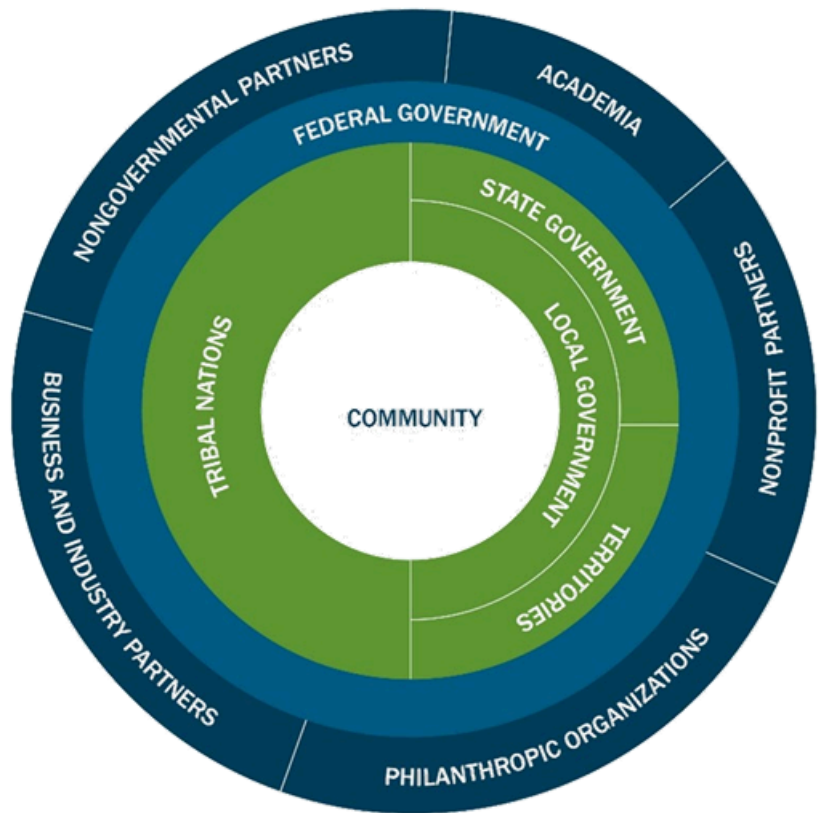 NONGOVERNMENTAL PARTNERS
ACADEMIA
NONPROFIT PARTNERS
PHILANTHROPIC ORGANIZATIONS
BUSINESS AND INDUSTRY PARTNERS
FEDERAL GOVERNMENT
STATE GOVERNMENT
LOCAL GOVERNMENT
TERRITORIES
TRIBAL NATIONS
COMMUNITY